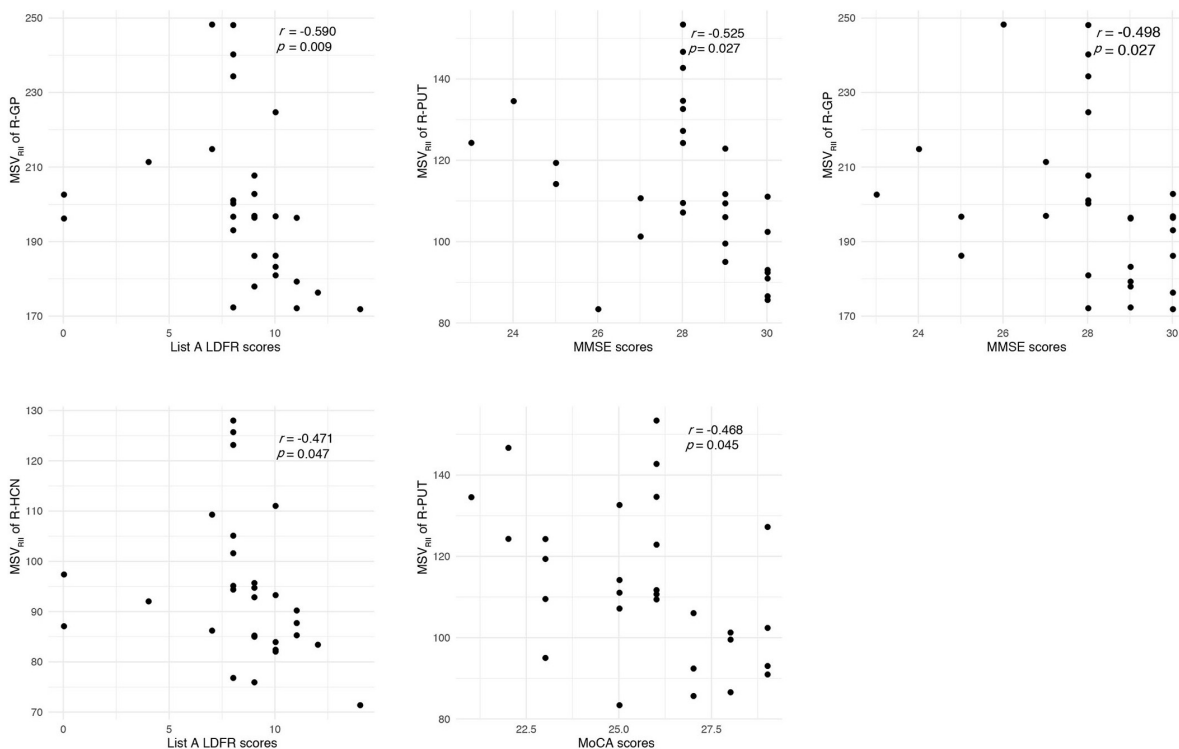 250
230
210
190
170
MSV_RII of R-GP
r = -0.590
p = 0.009
0 5 10
List A LDFR scores
140
120
100
80
MSV_RII of R-PUT
r = -0.525
p = 0.027
24 26 28 30
MMSE scores
250
230
210
190
170
MSV_RII of R-GP
r = -0.498
p = 0.027
24 26 28 30
MMSE scores
130
120
110
100
90
80
70
MSV_RII of R-HCN
r = -0.471
p = 0.047
0 5 10
List A LDFR scores
140
120
100
80
MSV_RII of R-PUT
r = -0.468
p = 0.045
22.5 25.0 27.5
MoCA scores